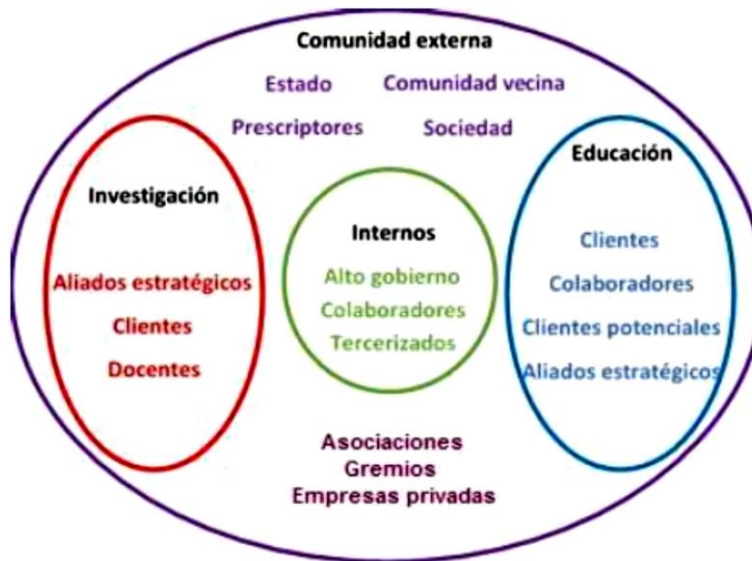 Comunidad externa
Estado
Comunidad vecina
Prescriptores
Sociedad
Investigación
Aliados estratégicos
Clientes
Docentes
Internos
Alto gobierno
Colaboradores
Tercerizados
Educación
Clientes
Colaboradores
Clientes potenciales
Aliados estratégicos
Asociaciones
Gremios
Empresas privadas